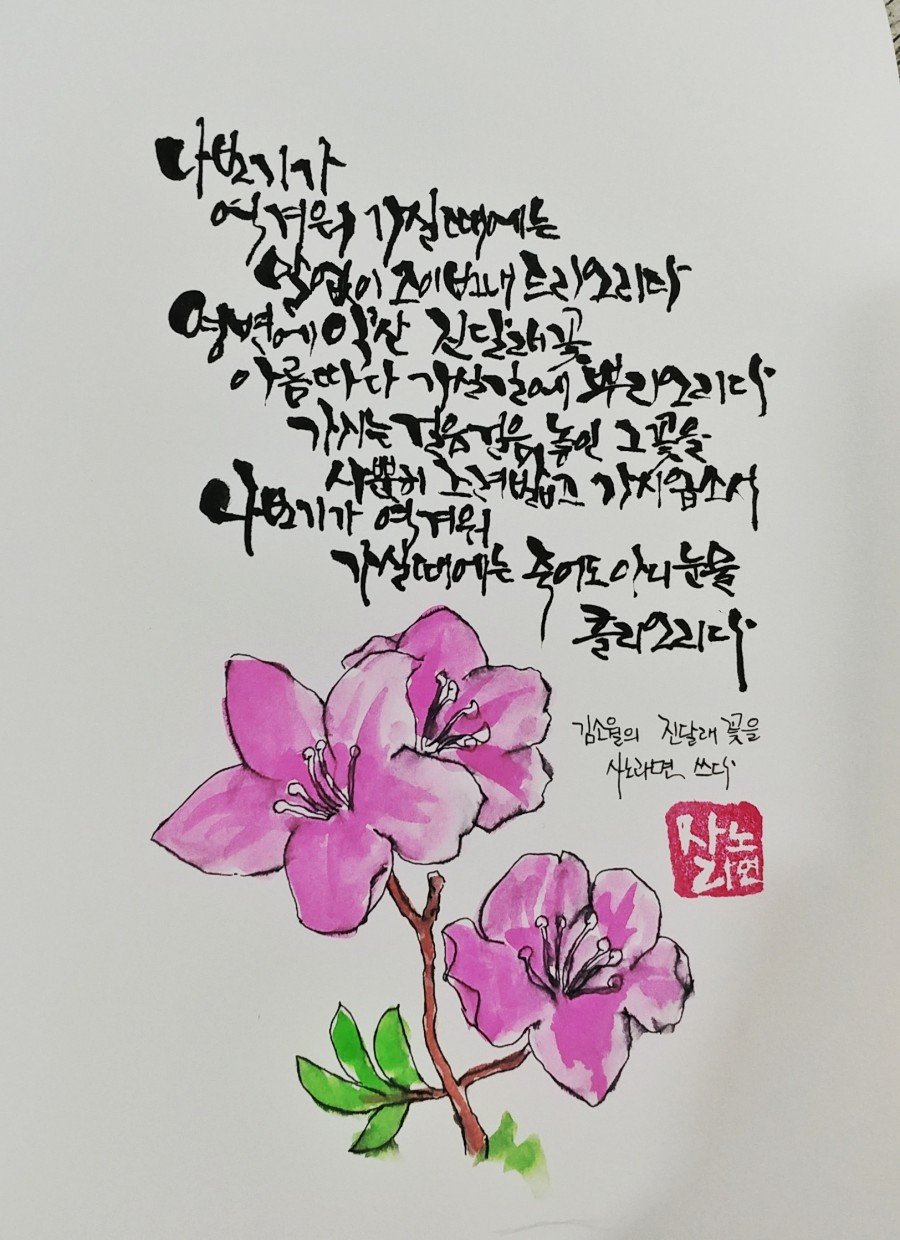 나보기가
역겨워 가실때에는
말없이 고이보내 드리오리다
영변에 약산 진달래꽃
아름따다 가실길에 뿌리오리다
가시는 걸음걸음 놓인 그꽃을
사뿐히 즈려밟고 가시옵소서
나보기가 역겨워
가실때에는 죽어도아니눈물
흘리오리다
김소월의 진달래꽃을
사노라면 쓰다
사노
라면